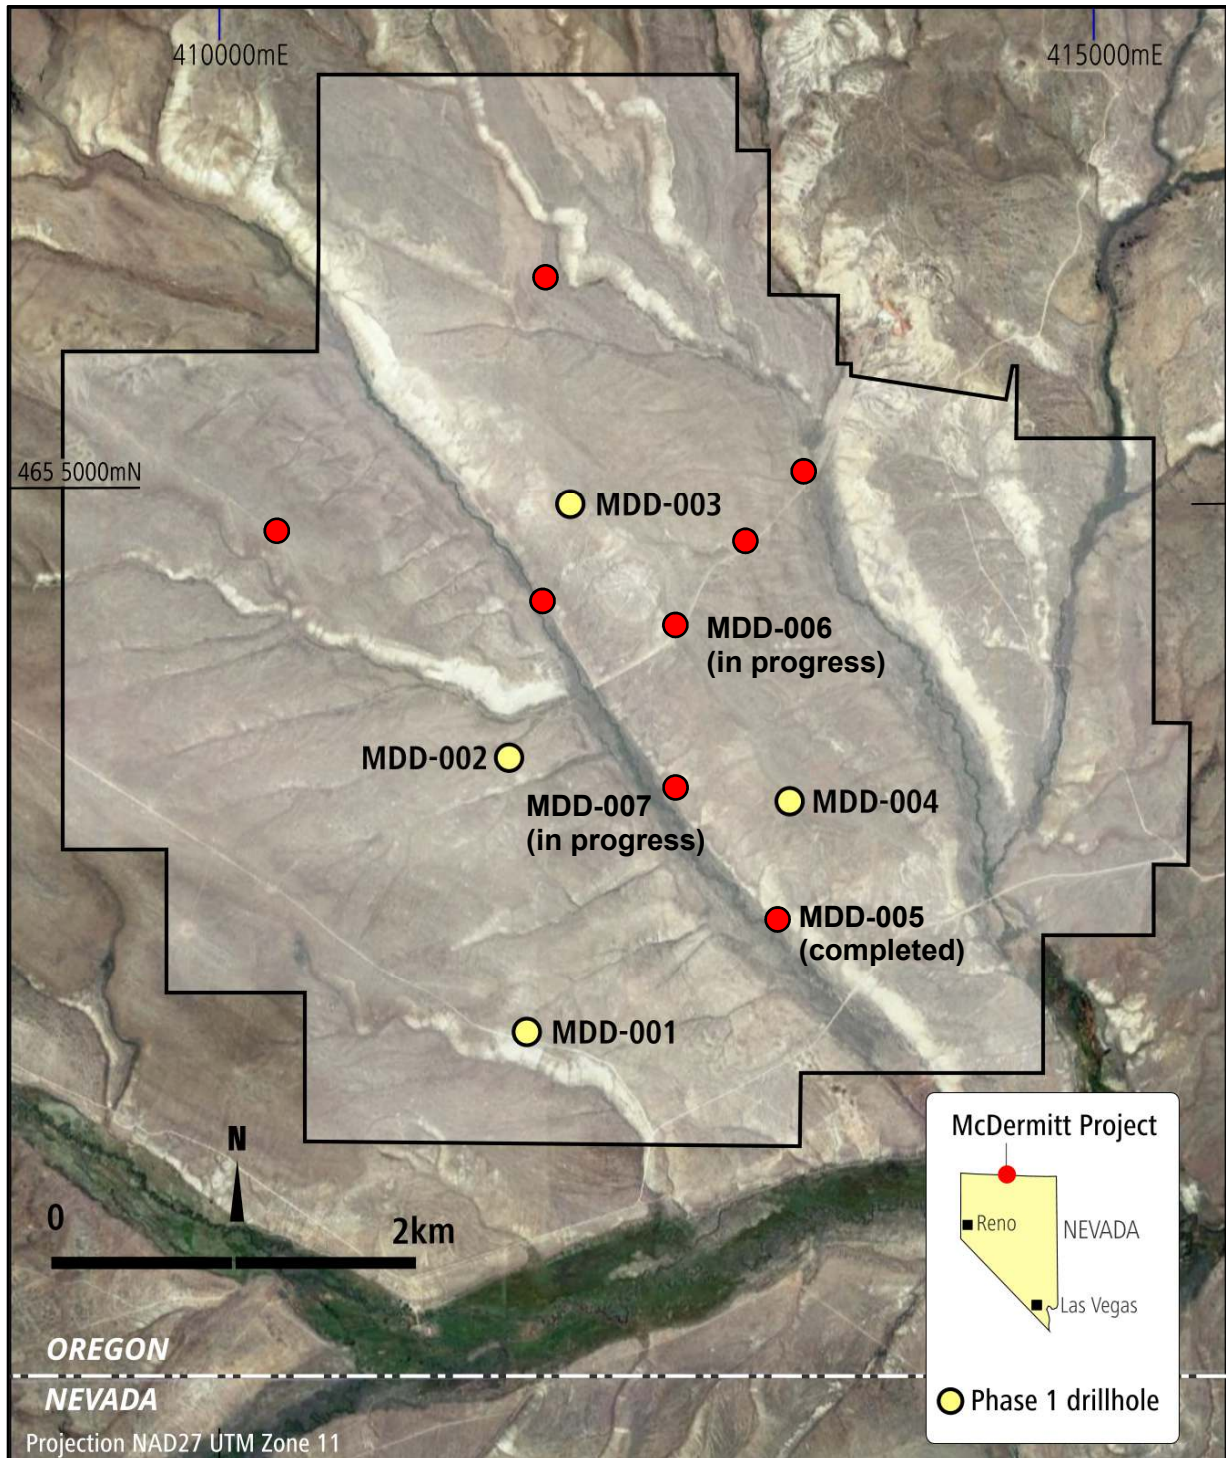 410000mE
415000mE
465 5000mN
MDD-003
MDD-006
(in progress)
MDD-002
MDD-007
(in progress)
MDD-004
MDD-005
(completed)
MDD-001
N
0
2km
McDermitt Project
Reno
NEVADA
Las Vegas
Phase 1 drillhole
OREGON
NEVADA
Projection NAD27 UTM Zone 11